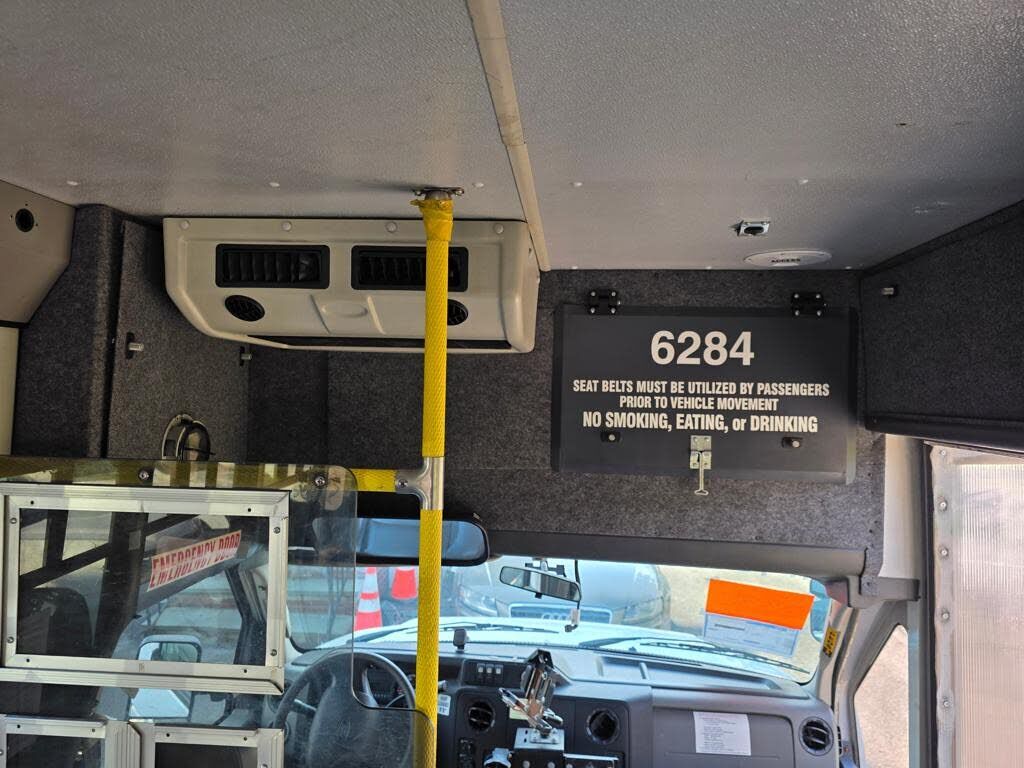 6284
SEAT BELTS MUST BE UTILIZED BY PASSENGERS
PRIOR TO VEHICLE MOVEMENT
NO SMOKING, EATING, or DRINKING
ACCESS
EMERGENCY DOOR